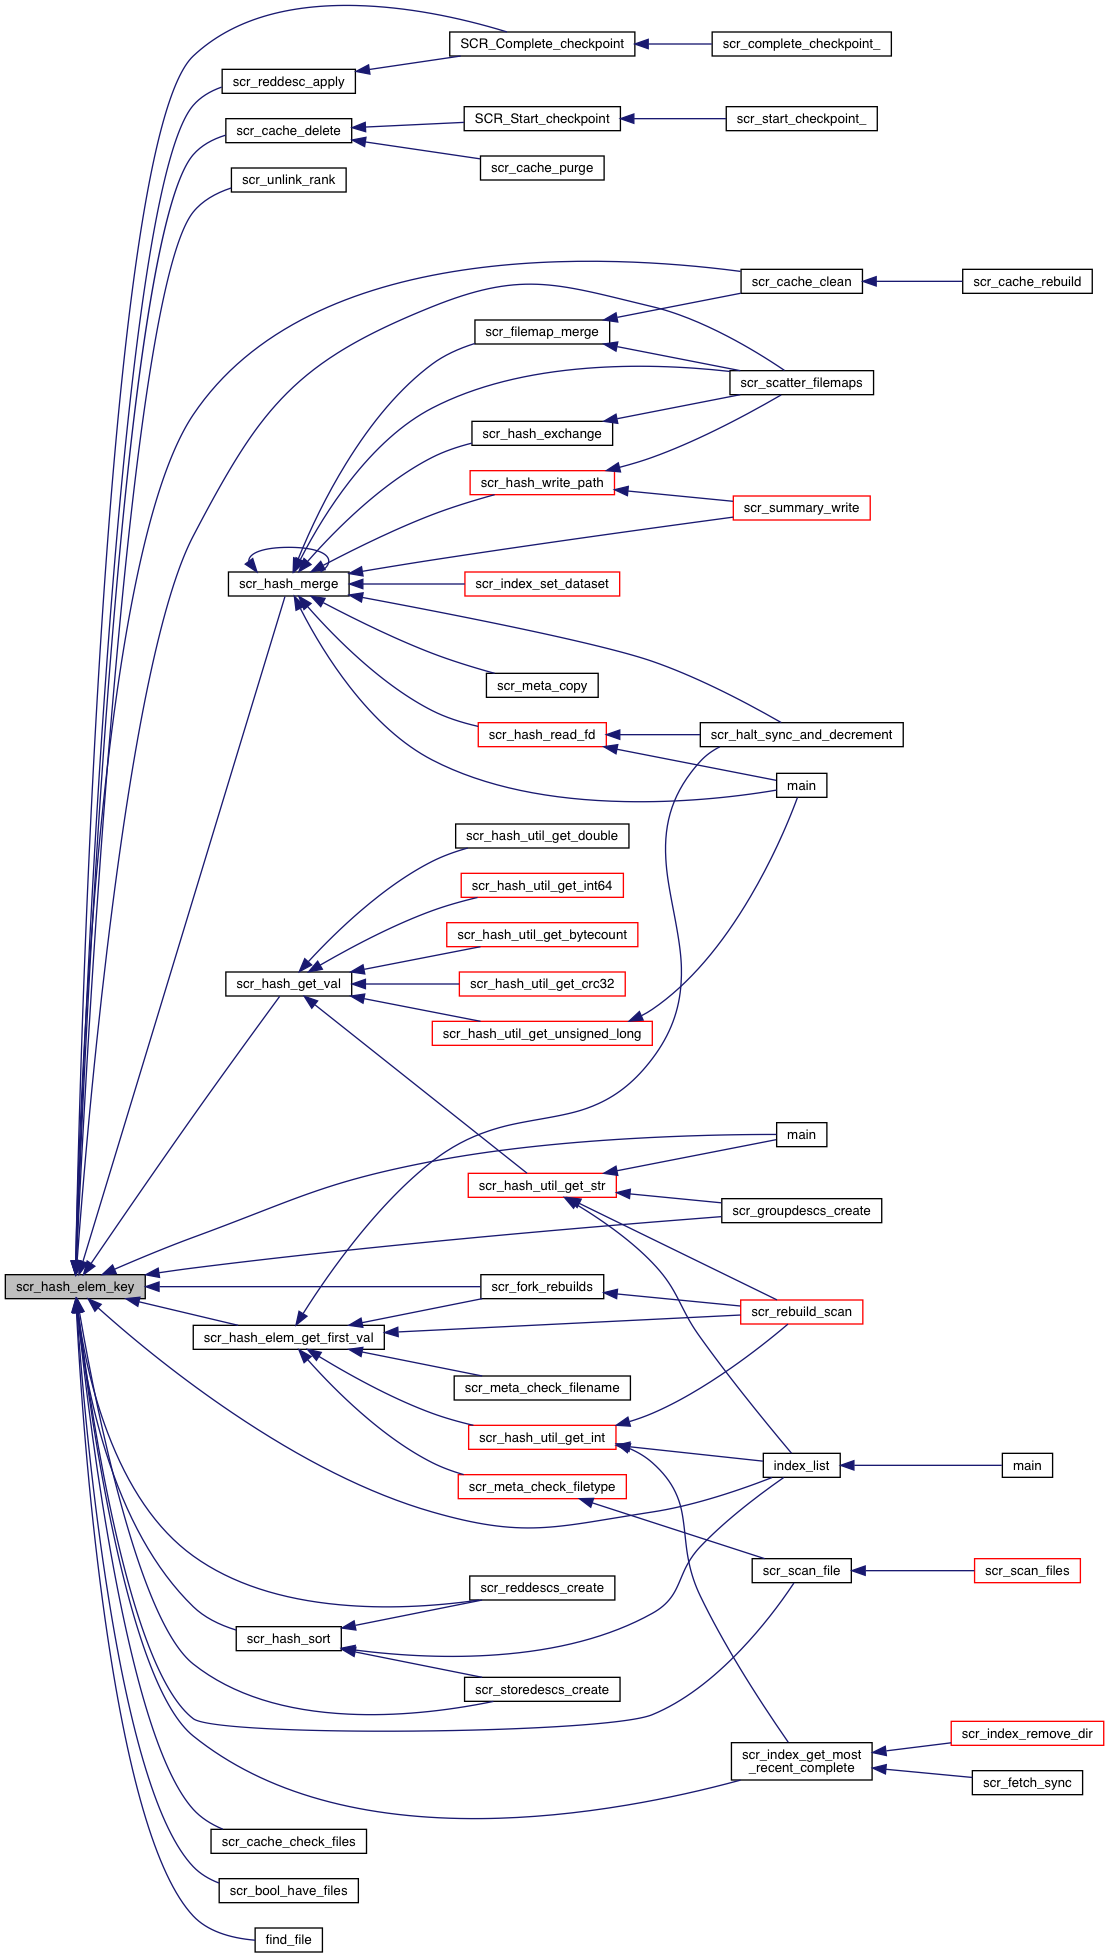 SCR_Complete_checkpoint
scr_complete_checkpoint_
scr_reddesc_apply
SCR_Start_checkpoint
scr_start_checkpoint_
scr_cache_delete
scr_cache_purge
scr_unlink_rank
scr_cache_clean
scr_cache_rebuild
scr_filemap_merge
scr_scatter_filemaps
scr_hash_exchange
scr_hash_write_path
scr_summary_write
scr_hash_merge
scr_index_set_dataset
scr_meta_copy
scr_hash_read_fd
scr_halt_sync_and_decrement
main
scr_hash_util_get_double
scr_hash_util_get_int64
scr_hash_util_get_bytecount
scr_hash_get_val
scr_hash_util_get_crc32
scr_hash_util_get_unsigned_long
main
scr_hash_util_get_str
scr_groupdescs_create
scr_hash_elem_key
scr_fork_rebuilds
scr_rebuild_scan
scr_hash_elem_get_first_val
scr_meta_check_filename
scr_hash_util_get_int
index_list
main
scr_meta_check_filetype
scr_scan_file
scr_scan_files
scr_reddescs_create
scr_hash_sort
scr_storedescs_create
scr_index_get_most
_recent_complete
scr_index_remove_dir
scr_fetch_sync
scr_cache_check_files
scr_bool_have_files
find_file